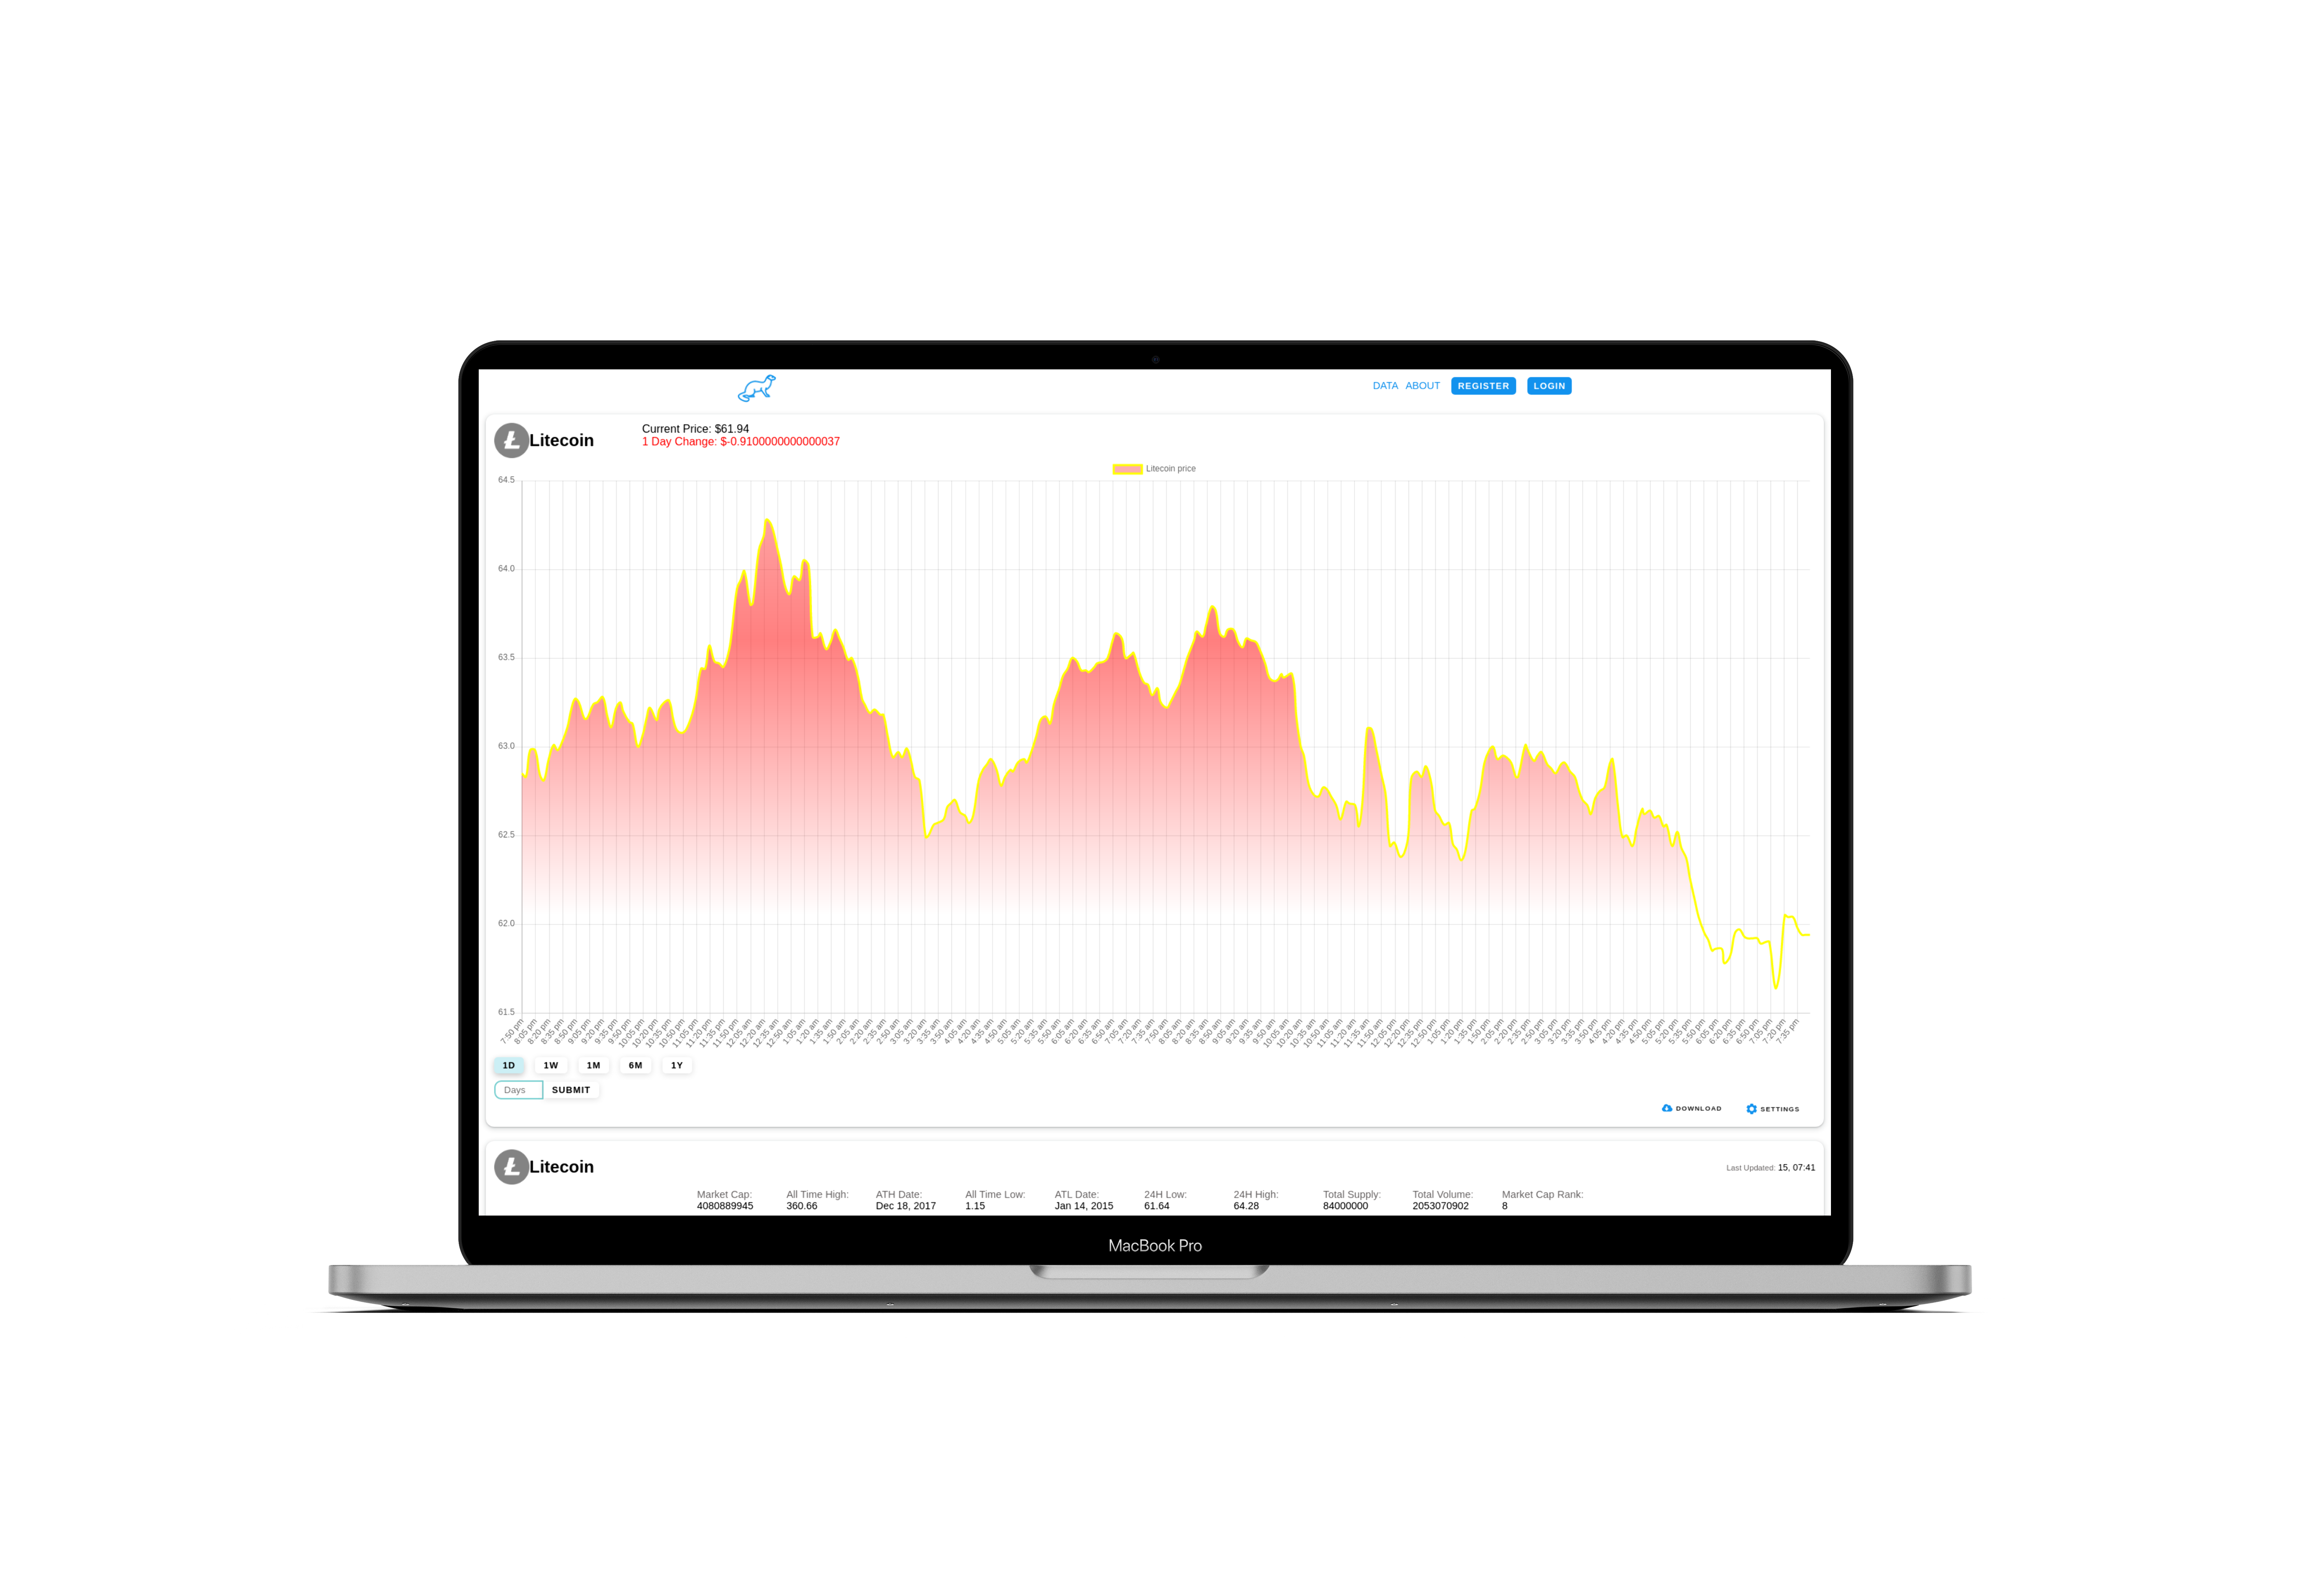 DATA ABOUT REGISTER LOGIN
Litecoin
Current Price: $61.94
1 Day Change: $-0.9100000000000037
Litecoin price
64.5
64.0
63.5
63.0
62.5
62.0
61.5
7:50 pm 8:05 pm 8:20 pm 8:35 pm 8:50 pm 9:05 pm 9:20 pm 9:35 pm 9:50 pm 10:05 pm 10:20 pm 10:35 pm 10:50 pm 11:05 pm 11:20 pm 11:35 pm 11:50 pm 12:05 am 12:20 am 12:35 am 12:50 am 1:05 am 1:20 am 1:35 am 1:50 am 2:05 am 2:20 am 2:35 am 2:50 am 3:05 am 3:20 am 3:35 am 3:50 am 4:05 am 4:20 am 4:35 am 4:50 am 5:05 am 5:20 am 5:35 am 5:50 am 6:05 am 6:20 am 6:35 am 6:50 am 7:05 am 7:20 am 7:35 am 7:50 am 8:05 am 8:20 am 8:35 am 8:50 am 9:05 am 9:20 am 9:35 am 9:50 am 10:05 am 10:20 am 10:35 am 10:50 am 11:05 am 11:20 am 11:35 am 11:50 am 12:05 pm 12:20 pm 12:35 pm 12:50 pm 1:05 pm 1:20 pm 1:35 pm 1:50 pm 2:05 pm 2:20 pm 2:35 pm 2:50 pm 3:05 pm 3:20 pm 3:35 pm 3:50 pm 4:05 pm 4:20 pm 4:35 pm 4:50 pm 5:05 pm 5:20 pm 5:35 pm 5:50 pm 6:05 pm 6:20 pm 6:35 pm 6:50 pm 7:05 pm 7:20 pm 7:35 pm
1D 1W 1M 6M 1Y
Days SUBMIT
DOWNLOAD SETTINGS
Litecoin
Last Updated: 15, 07:41
Market Cap: All Time High: ATH Date: All Time Low: ATL Date: 24H Low: 24H High: Total Supply: Total Volume: Market Cap Rank:
4080889945 360.66 Dec 18, 2017 1.15 Jan 14, 2015 61.64 64.28 84000000 2053070902 8
MacBook Pro